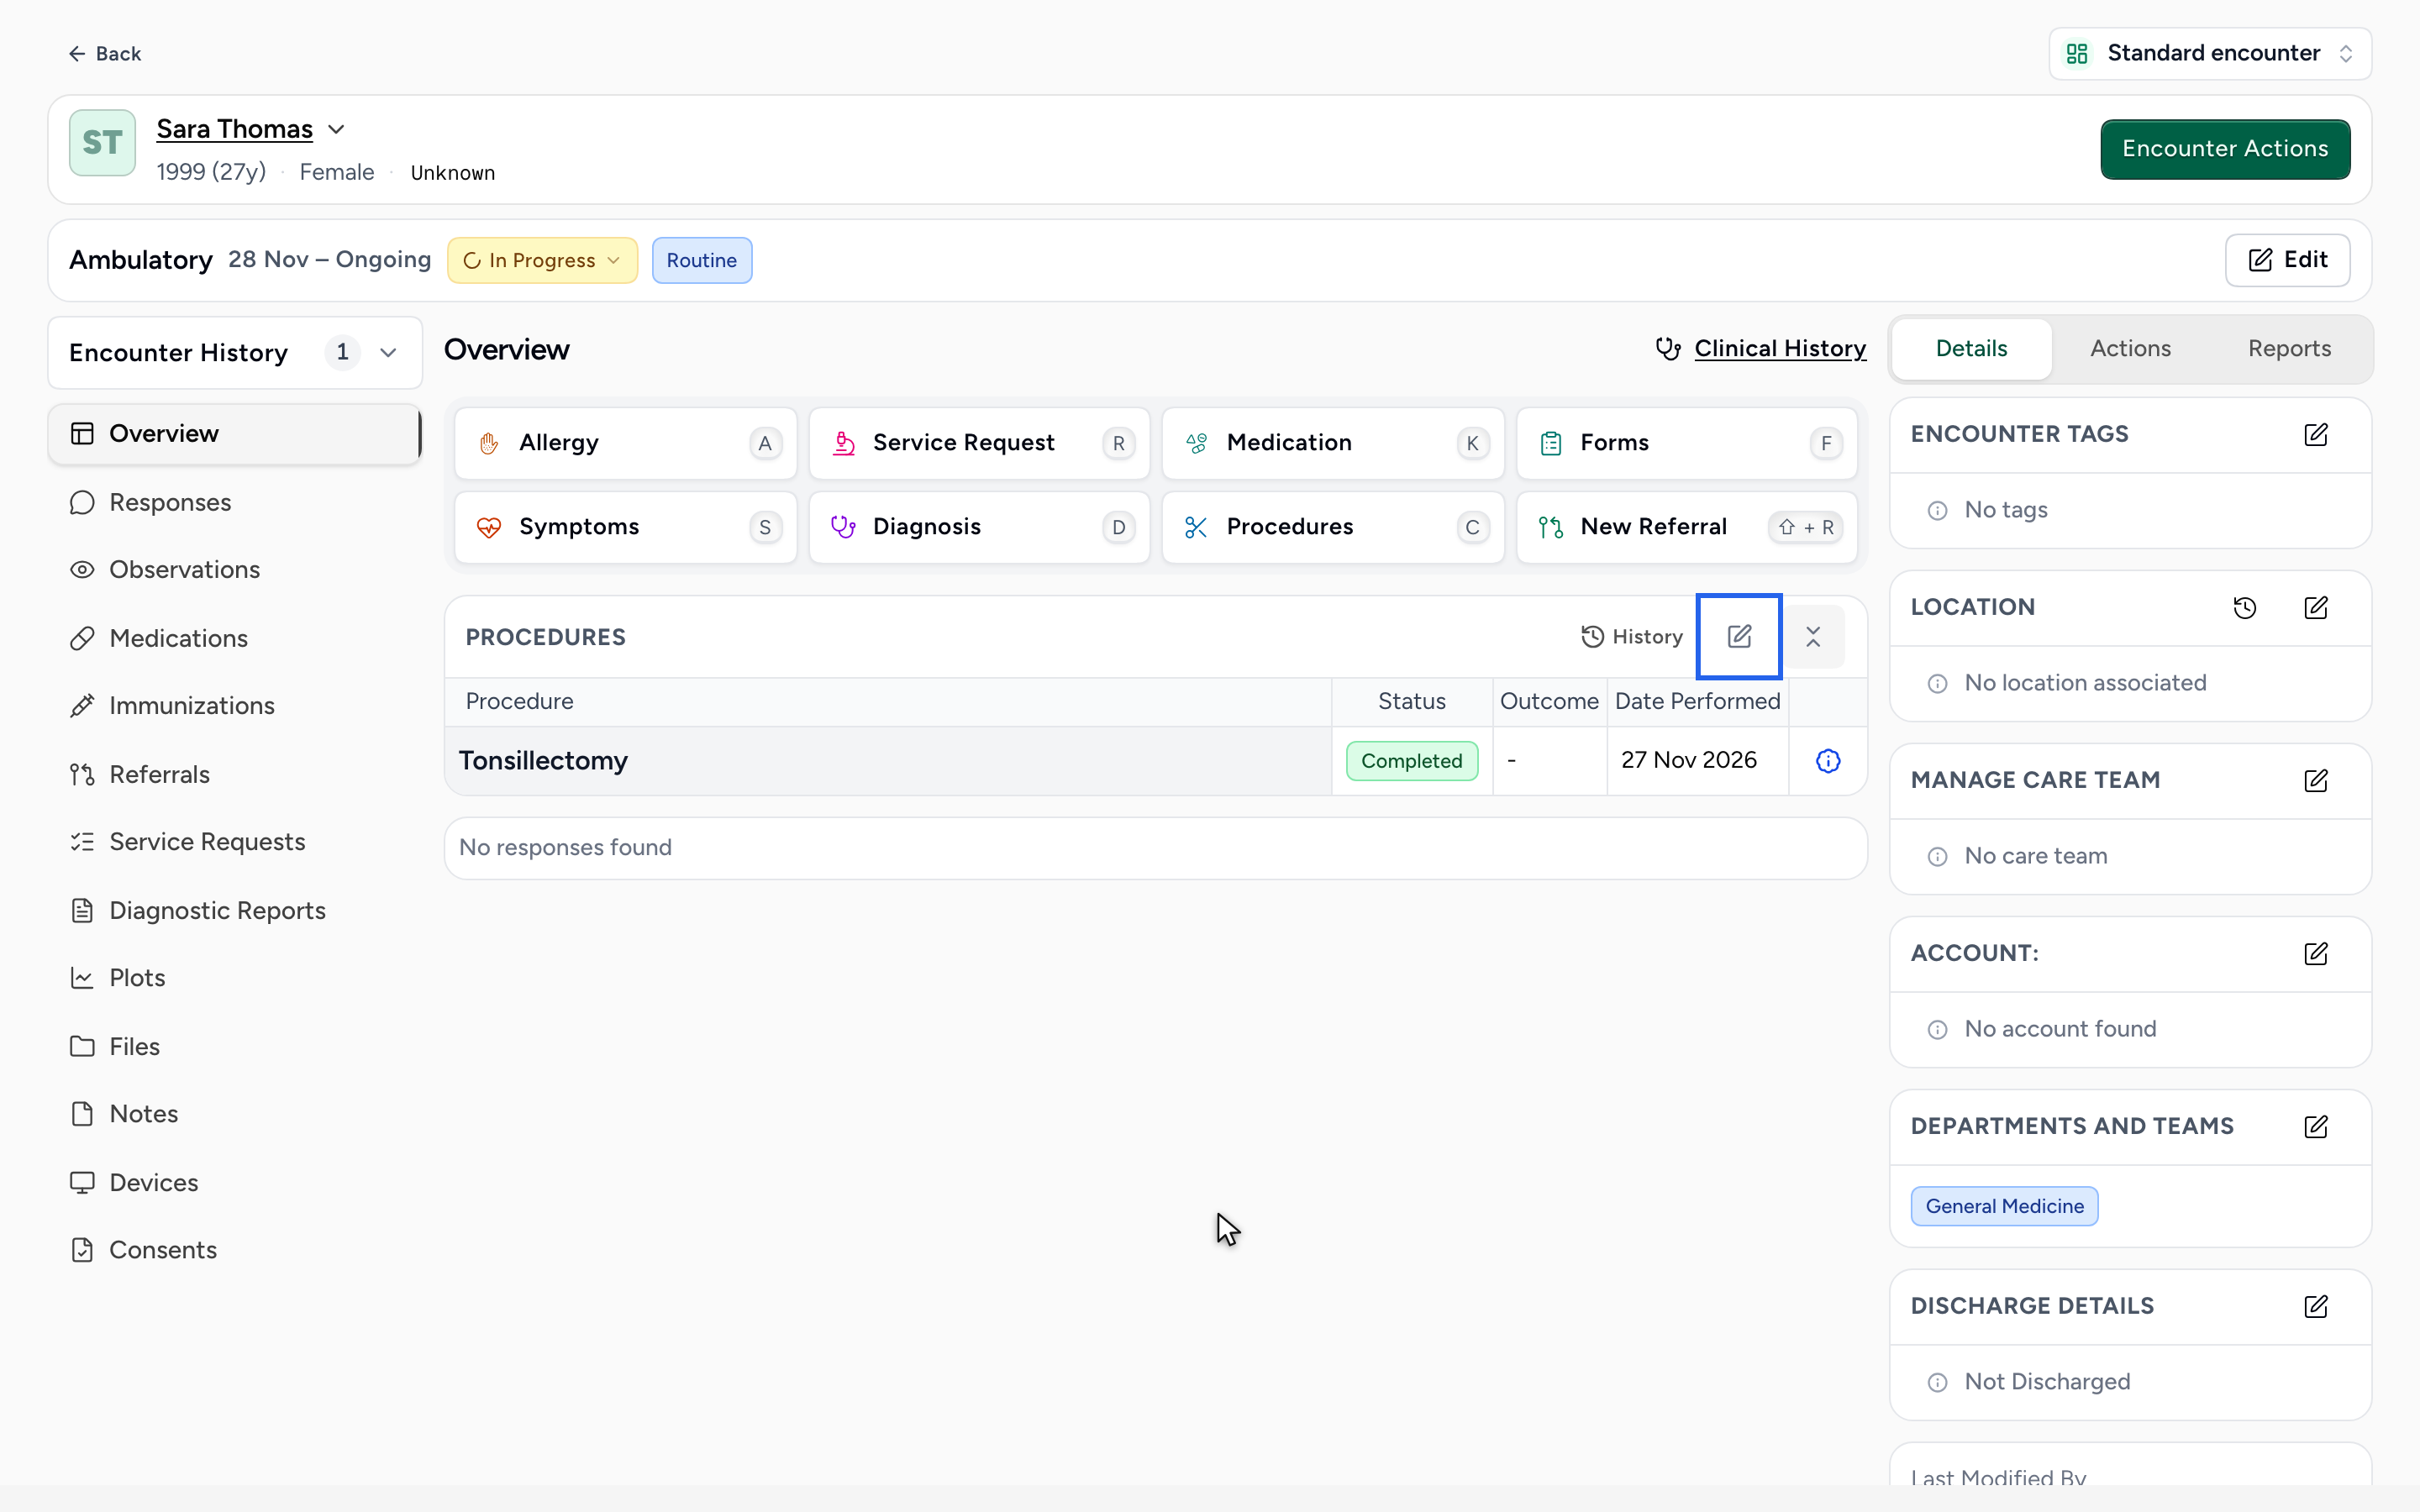 Back
Standard encounter
ST
Sara Thomas
1999 (27y) · Female · Unknown
Encounter Actions
Ambulatory 28 Nov – Ongoing In Progress Routine
Edit
Encounter History 1
Overview
Responses
Observations
Medications
Immunizations
Referrals
Service Requests
Diagnostic Reports
Plots
Files
Notes
Devices
Consents
Overview
Clinical History
Allergy A
Service Request R
Medication K
Forms F
Symptoms S
Diagnosis D
Procedures C
New Referral ⇧ + R
PROCEDURES
History
Procedure Status Outcome Date Performed
Tonsillectomy Completed - 27 Nov 2026
No responses found
Details Actions Reports
ENCOUNTER TAGS
No tags
LOCATION
No location associated
MANAGE CARE TEAM
No care team
ACCOUNT:
No account found
DEPARTMENTS AND TEAMS
General Medicine
DISCHARGE DETAILS
Not Discharged
Last Modified By